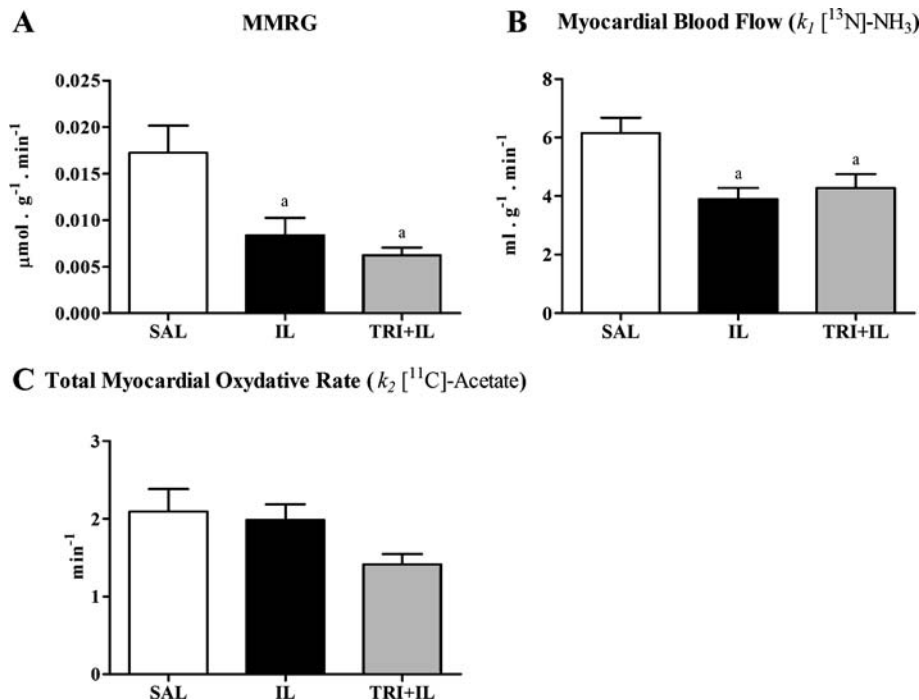 A MMRG
0.025
0.020
0.015
0.010
0.005
0.000
μmol . g⁻¹ . min⁻¹
a
a
SAL IL TRI+IL
B Myocardial Blood Flow (k₁ [¹³N]-NH₃)
8
6
4
2
0
ml . g⁻¹ . min⁻¹
a
a
SAL IL TRI+IL
C Total Myocardial Oxydative Rate (k₂ [¹¹C]-Acetate)
3
2
1
0
min⁻¹
SAL IL TRI+IL